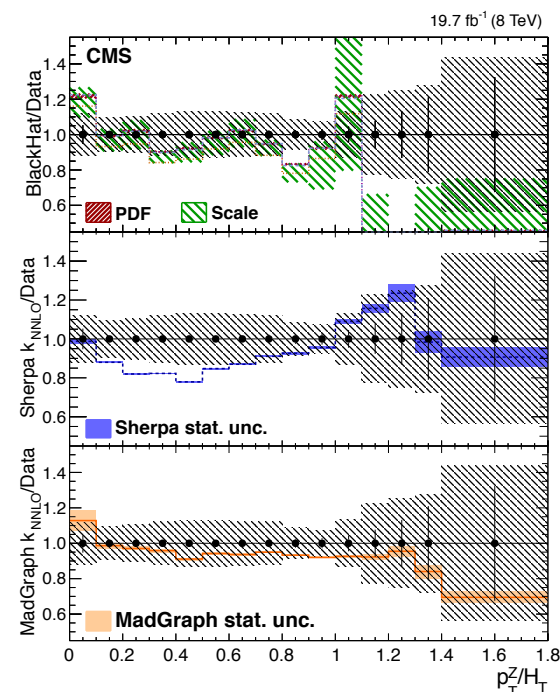 19.7 fb⁻¹ (8 TeV)
CMS
BlackHat/Data
1.4
1.2
1.0
0.8
0.6
PDF
Scale
Sherpa k_NNLO/Data
1.4
1.2
1.0
0.8
0.6
Sherpa stat. unc.
MadGraph k_NNLO/Data
1.4
1.2
1.0
0.8
0.6
MadGraph stat. unc.
0 0.2 0.4 0.6 0.8 1 1.2 1.4 1.6 1.8
p_T^Z/H_T